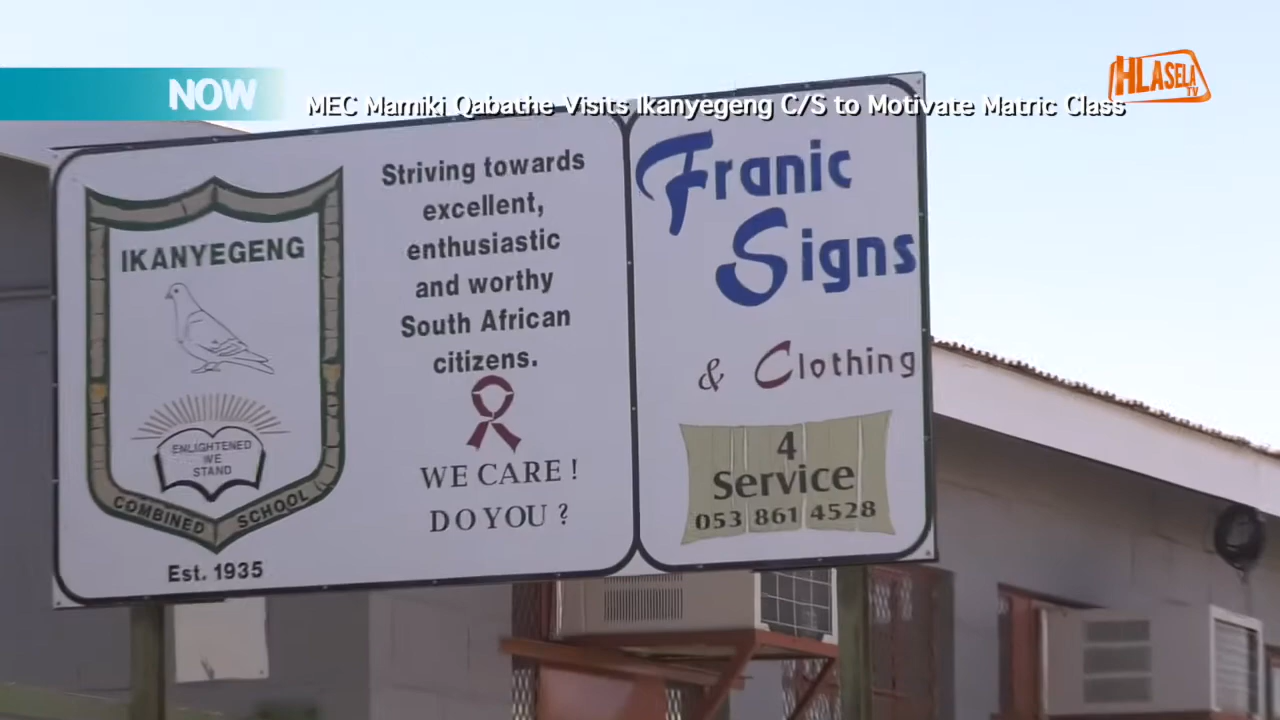 NOW
MEC Mamiki Qabathe Visits Ikanyegeng C/S to Motivate Matric Class
HLASELA
TV
IKANYEGENG
ENLIGHTENED
WE
STAND
COMBINED SCHOOL
Est. 1935
Striving towards
excellent,
enthusiastic
and worthy
South African
citizens.
WE CARE !
DO YOU ?
Franic
Signs
& Clothing
4
Service
053 861 4528